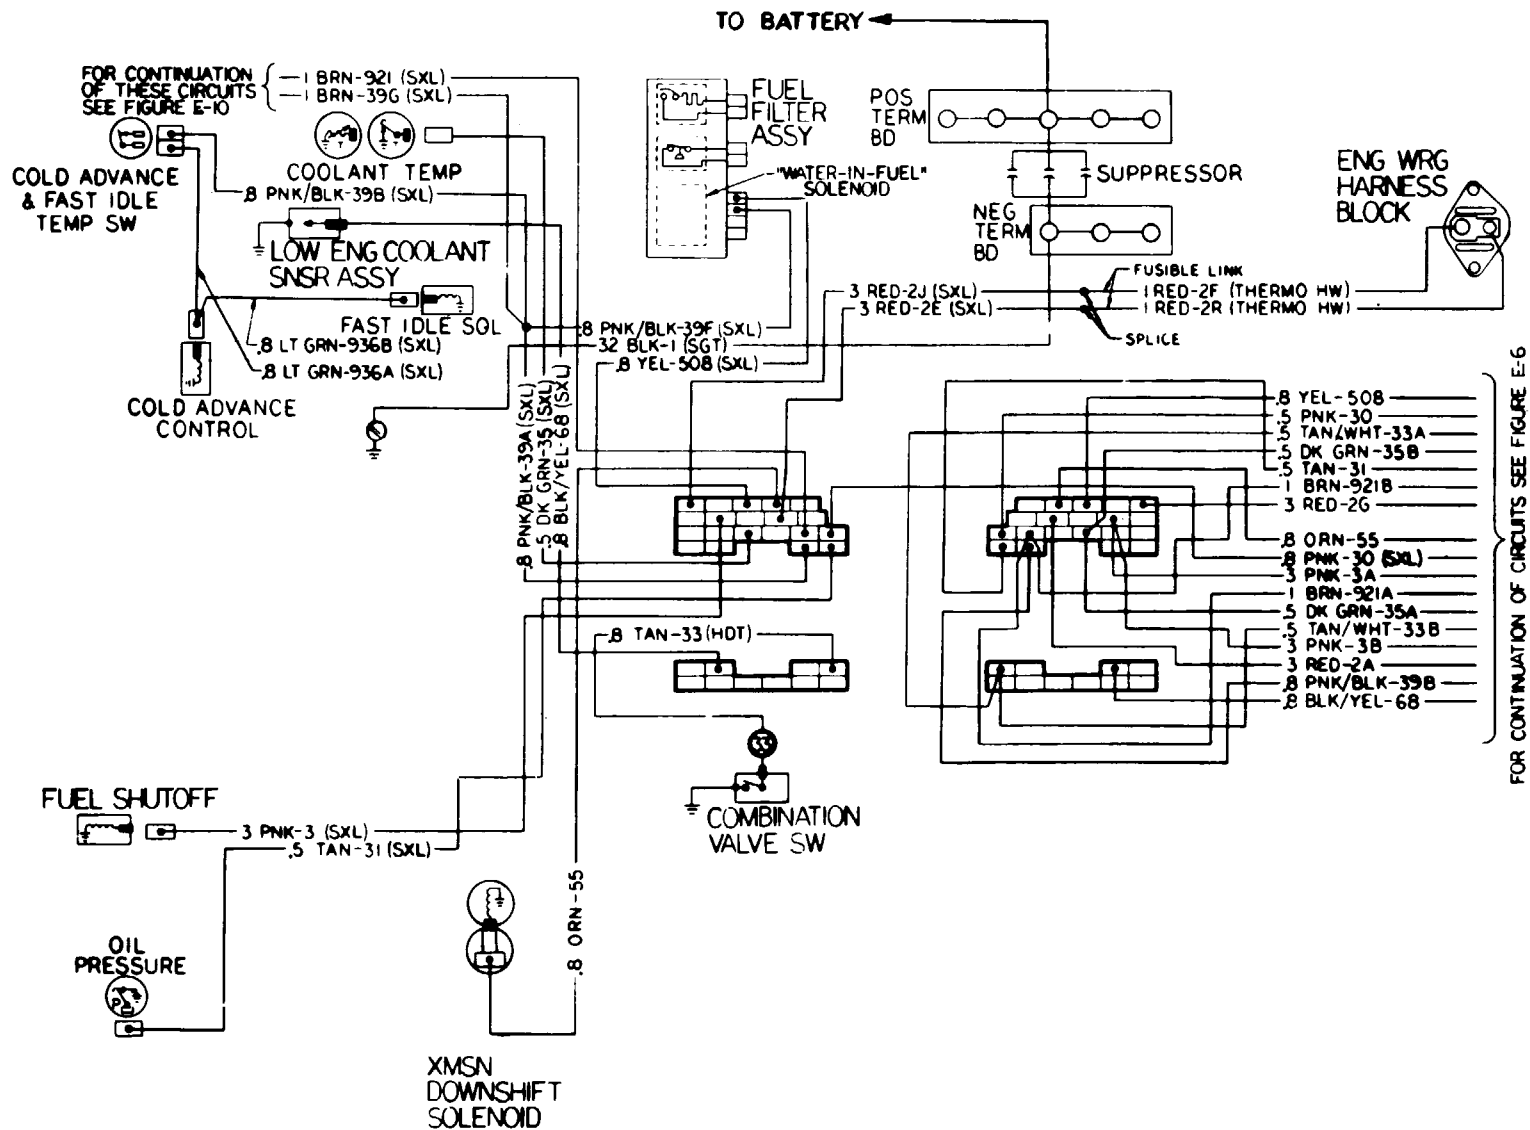 TO BATTERY
FOR CONTINUATION
OF THESE CIRCUITS
SEE FIGURE E-10
1 BRN-921 (SXL)
1 BRN-39G (SXL)
COLD ADVANCE
& FAST IDLE
TEMP SW
COOLANT TEMP
.8 PNK/BLK-39B (SXL)
LOW ENG COOLANT
SNSR ASSY
FAST IDLE SOL
.8 LT GRN-936B (SXL)
.8 LT GRN-936A (SXL)
COLD ADVANCE
CONTROL
FUEL
FILTER
ASSY
"WATER-IN-FUEL"
SOLENOID
POS
TERM
BD
SUPPRESSOR
NEG
TERM
BD
ENG WRG
HARNESS
BLOCK
FUSIBLE LINK
3 RED-2J (SXL)
1 RED-2F (THERMO HW)
3 RED-2E (SXL)
1 RED-2R (THERMO HW)
SPLICE
.8 PNK/BLK-39F (SXL)
32 BLK-1 (SGT)
.8 YEL-508 (SXL)
.8 PNK/BLK-39A (SXL)
.5 DK GRN-35 (SXL)
.8 BLK/YEL-68 (SXL)
.8 YEL-508
.5 PNK-30
.5 TAN/WHT-33A
.5 DK GRN-35B
.5 TAN-31
1 BRN-921B
3 RED-2G
.8 ORN-55
.8 PNK-30 (SXL)
3 PNK-3A
1 BRN-921A
.5 DK GRN-35A
.5 TAN/WHT-33B
3 PNK-3B
3 RED-2A
.8 PNK/BLK-39B
.8 BLK/YEL-68
FOR CONTINUATION OF CIRCUITS SEE FIGURE E-6
.8 TAN-33 (HDT)
33
COMBINATION
VALVE SW
FUEL SHUTOFF
3 PNK-3 (SXL)
.5 TAN-31 (SXL)
OIL
PRESSURE
P
.8 ORN-55
XMSN
DOWNSHIFT
SOLENOID